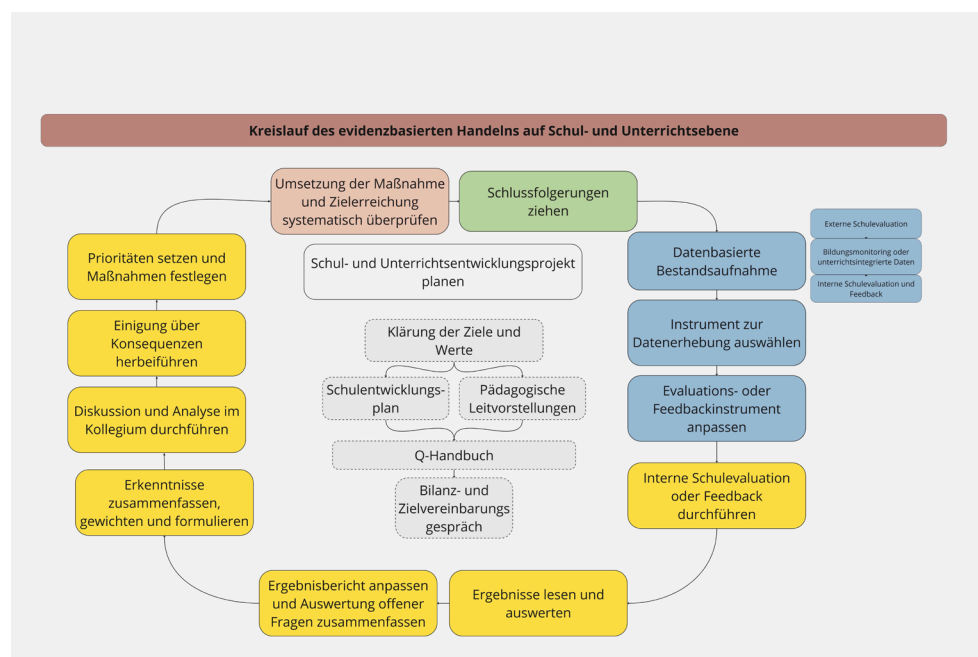 Kreislauf des evidenzbasierten Handelns auf Schul- und Unterrichtsebene
Umsetzung der Maßnahme
und Zielerreichung
systematisch überprüfen
Schlussfolgerungen
ziehen
Datenbasierte
Bestandsaufnahme
Externe Schulevaluation
Bildungsmonitoring oder
unterrichtsintegrierte Daten
Interne Schulevaluation und
Feedback
Instrument zur
Datenerhebung auswählen
Evaluations- oder
Feedbackinstrument
anpassen
Interne Schulevaluation
oder Feedback
durchführen
Ergebnisse lesen und
auswerten
Ergebnisbericht anpassen
und Auswertung offener
Fragen zusammenfassen
Erkenntnisse
zusammenfassen,
gewichten und formulieren
Diskussion und Analyse im
Kollegium durchführen
Einigung über
Konsequenzen
herbeiführen
Prioritäten setzen und
Maßnahmen festlegen
Schul- und Unterrichtsentwicklungsprojekt
planen
Klärung der Ziele und
Werte
Schulentwicklungs-
plan
Pädagogische
Leitvorstellungen
Q-Handbuch
Bilanz- und
Zielvereinbarungs
gespräch